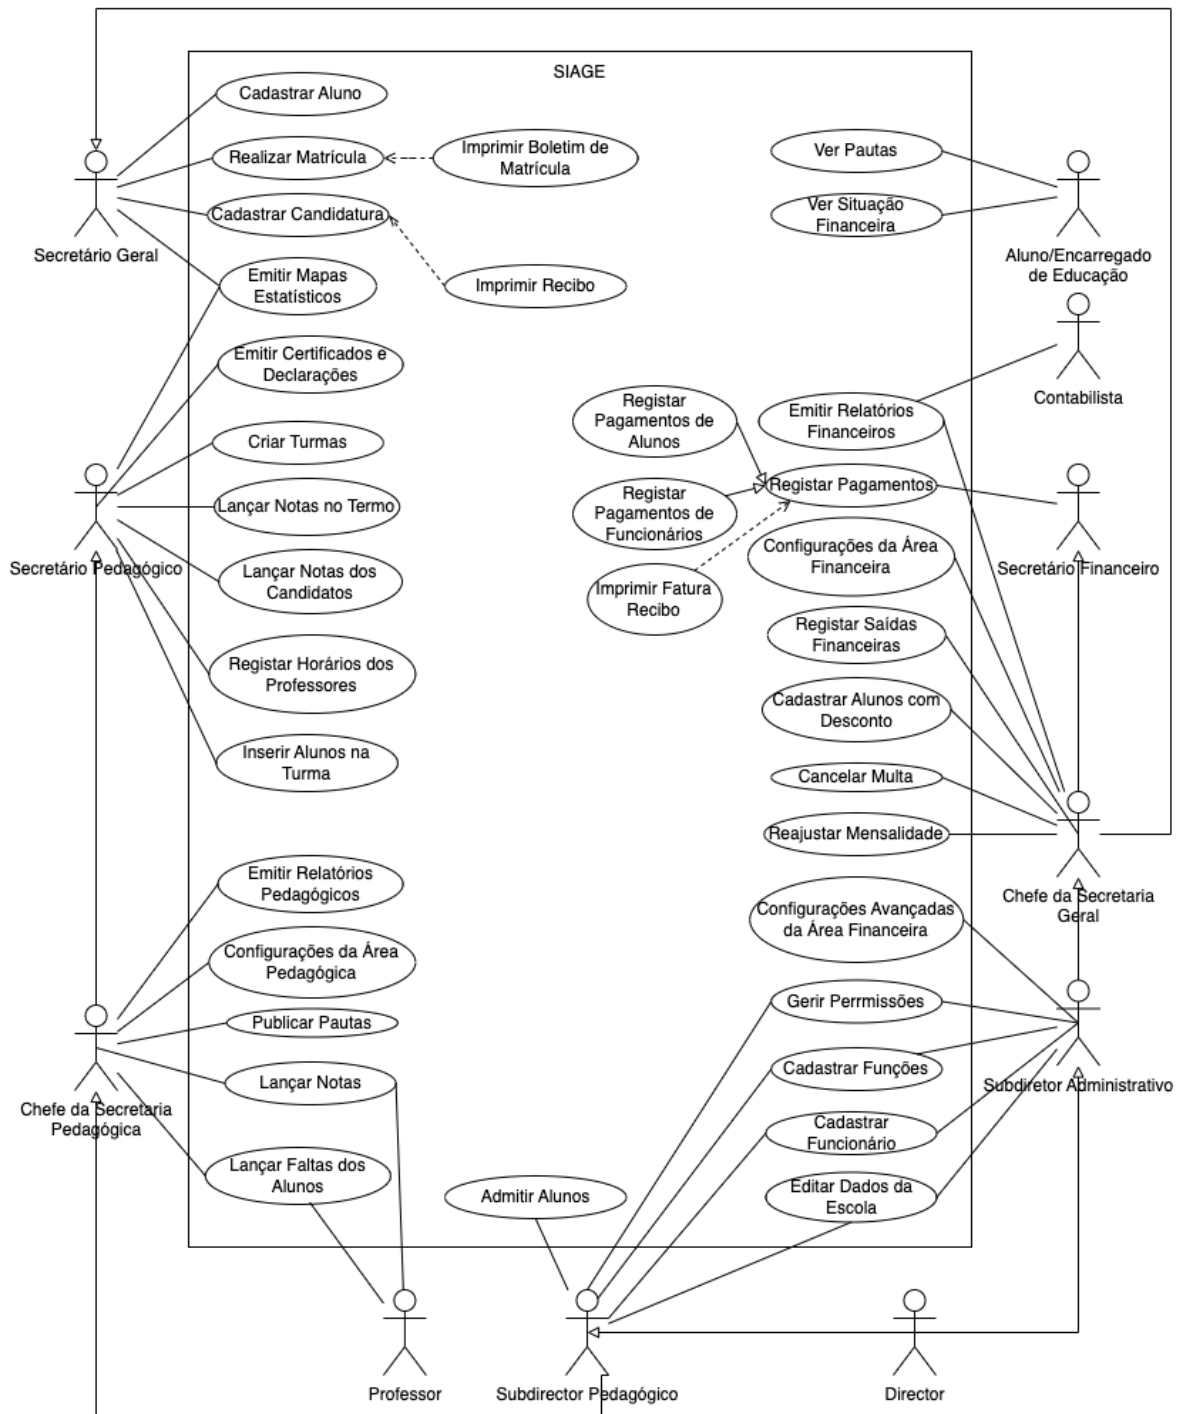 SIAGE
Cadastrar Aluno
Realizar Matrícula
Imprimir Boletim de
Matrícula
Ver Pautas
Cadastrar Candidatura
Ver Situação
Financeira
Secretário Geral
Aluno/Encarregado
de Educação
Emitir Mapas
Estatísticos
Imprimir Recibo
Emitir Certificados e
Declarações
Contabilista
Registar
Pagamentos de
Alunos
Emitir Relatórios
Financeiros
Criar Turmas
Registar Pagamentos
Lançar Notas no Termo
Registar
Pagamentos de
Funcionários
Configurações da Área
Financeira
Secretário Pedagógico
Secretário Financeiro
Lançar Notas dos
Candidatos
Imprimir Fatura
Recibo
Registar Saídas
Financeiras
Registar Horários dos
Professores
Cadastrar Alunos com
Desconto
Inserir Alunos na
Turma
Cancelar Multa
Reajustar Mensalidade
Emitir Relatórios
Pedagógicos
Chefe da Secretaria
Geral
Configurações Avançadas
da Área Financeira
Configurações da Área
Pedagógica
Gerir Perrmissões
Publicar Pautas
Lançar Notas
Cadastrar Funções
Subdiretor Administrativo
Chefe da Secretaria
Pedagógica
Cadastrar
Funcionário
Lançar Faltas dos
Alunos
Admitir Alunos
Editar Dados da
Escola
Professor
Subdirector Pedagógico
Director